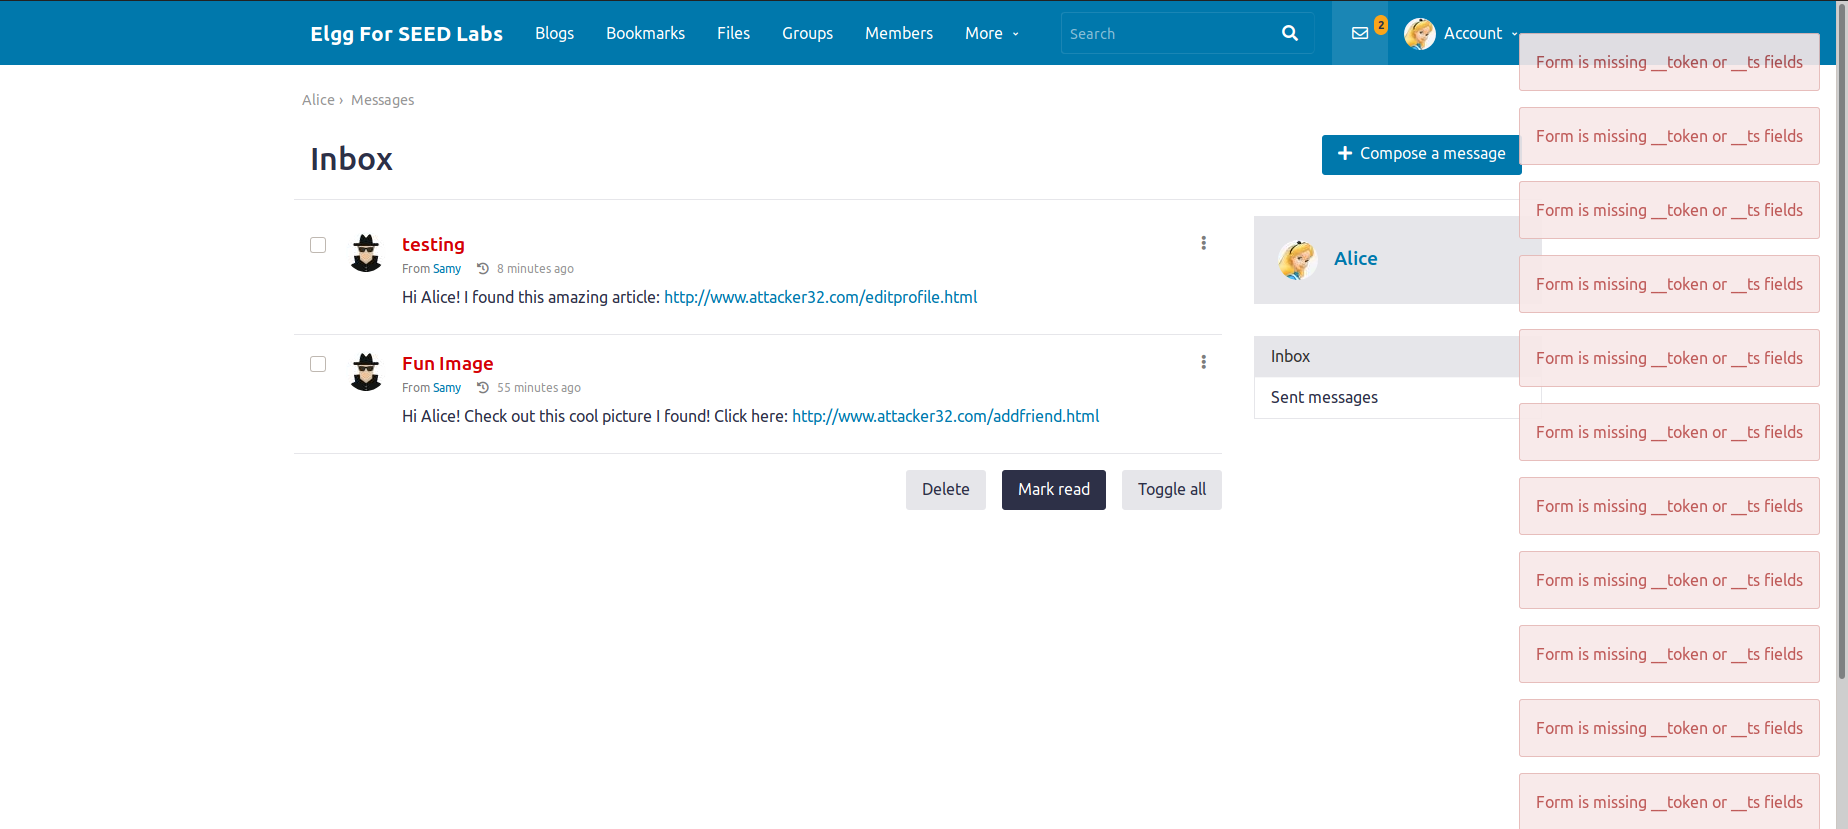 Elgg For SEED Labs Blogs Bookmarks Files Groups Members More Search 2 Account
Form is missing __token or __ts fields
Alice › Messages
Form is missing __token or __ts fields
Inbox
+ Compose a message
Form is missing __token or __ts fields
testing
From Samy 8 minutes ago
Hi Alice! I found this amazing article: http://www.attacker32.com/editprofile.html
Alice
Form is missing __token or __ts fields
Fun Image
From Samy 55 minutes ago
Hi Alice! Check out this cool picture I found! Click here: http://www.attacker32.com/addfriend.html
Inbox
Sent messages
Form is missing __token or __ts fields
Form is missing __token or __ts fields
Delete Mark read Toggle all
Form is missing __token or __ts fields
Form is missing __token or __ts fields
Form is missing __token or __ts fields
Form is missing __token or __ts fields
Form is missing __token or __ts fields